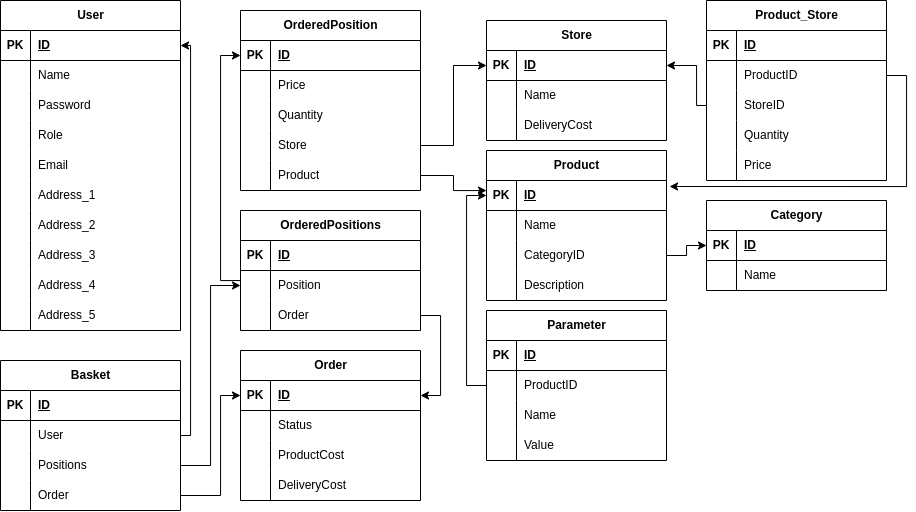 User
PK ID
Name
Password
Role
Email
Address_1
Address_2
Address_3
Address_4
Address_5
Basket
PK ID
User
Positions
Order
OrderedPosition
PK ID
Price
Quantity
Store
Product
OrderedPositions
PK ID
Position
Order
Order
PK ID
Status
ProductCost
DeliveryCost
Store
PK ID
Name
DeliveryCost
Product
PK ID
Name
CategoryID
Description
Parameter
PK ID
ProductID
Name
Value
Product_Store
PK ID
ProductID
StoreID
Quantity
Price
Category
PK ID
Name